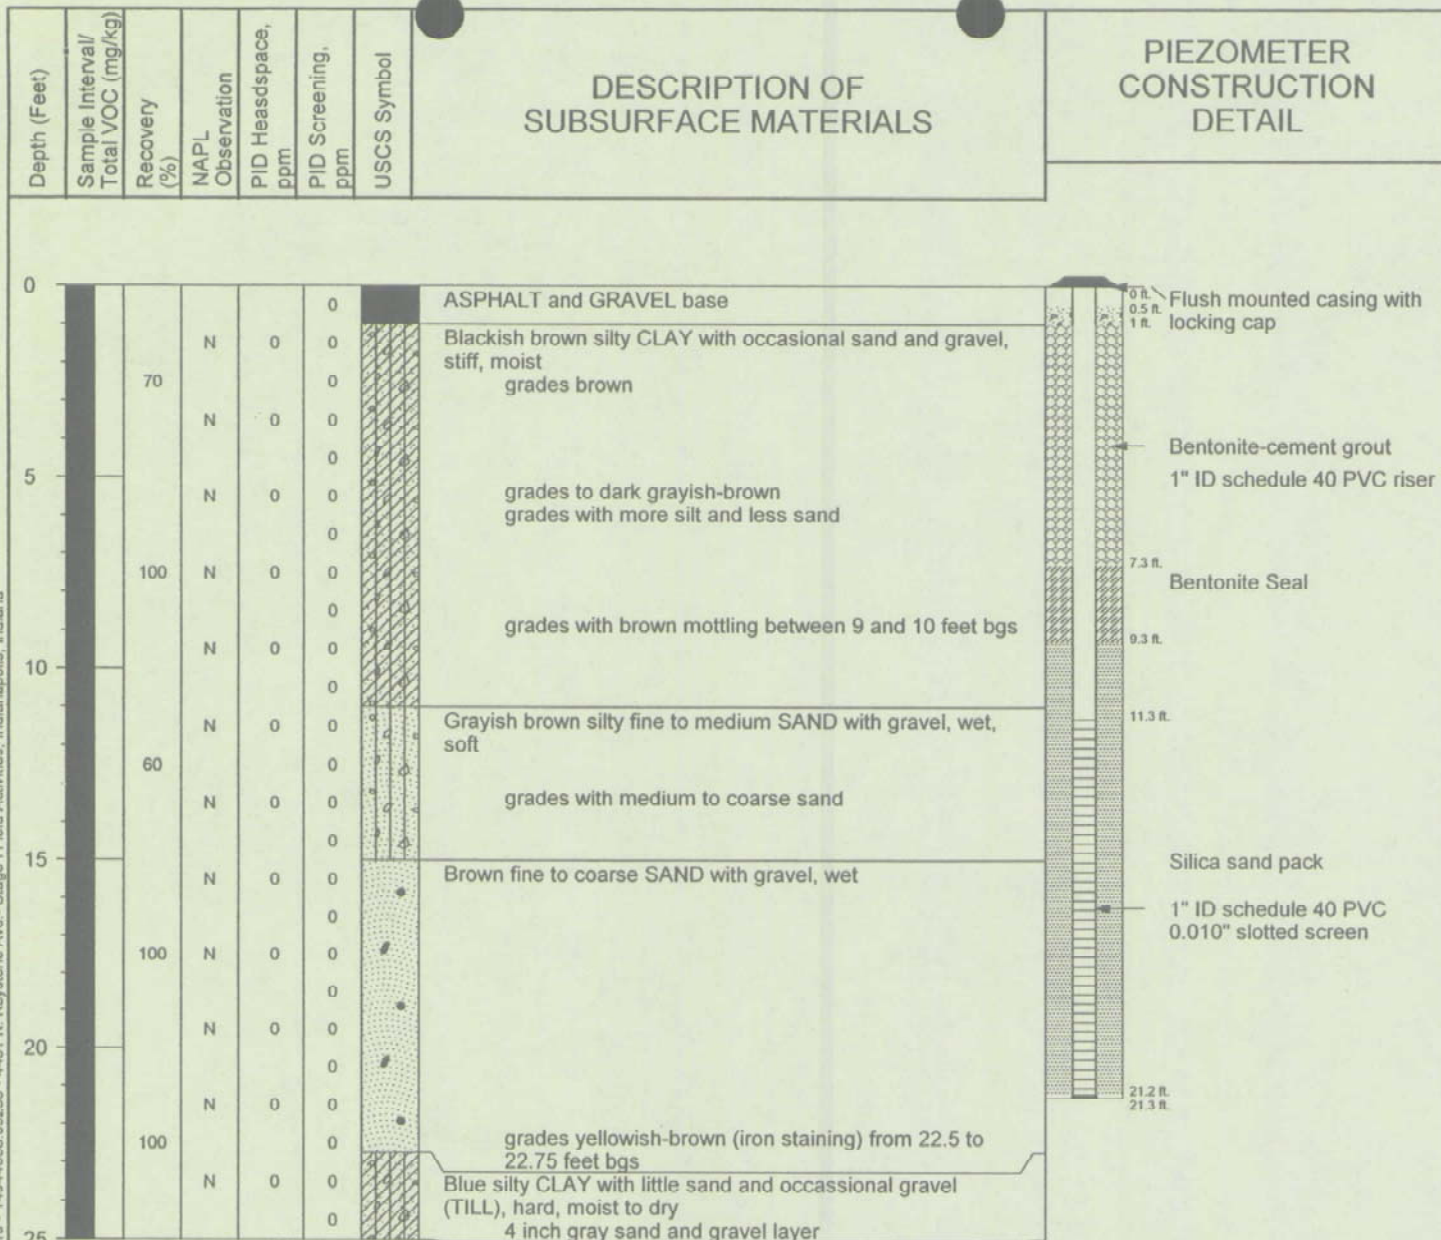 Depth (Feet)
Sample Interval/
Total VOC (mg/kg)
Recovery
(%)
NAPL
Observation
PID Heasdspace,
ppm
PID Screening,
ppm
USCS Symbol
DESCRIPTION OF
SUBSURFACE MATERIALS
PIEZOMETER
CONSTRUCTION
DETAIL
0
0
ASPHALT and GRAVEL base
0 ft.
0.5 ft.
1 ft.
Flush mounted casing with
locking cap
N 0 0
Blackish brown silty CLAY with occasional sand and gravel,
stiff, moist
70 0
grades brown
N 0 0
0
Bentonite-cement grout
5
1" ID schedule 40 PVC riser
N 0 0
grades to dark grayish-brown
grades with more silt and less sand
0
7.3 ft.
100 N 0 0
Bentonite Seal
0
grades with brown mottling between 9 and 10 feet bgs
9.3 ft.
N 0 0
10
0
11.3 ft.
N 0 0
Grayish brown silty fine to medium SAND with gravel, wet,
soft
60 0
N 0 0
grades with medium to coarse sand
0
15
Silica sand pack
N 0 0
Brown fine to coarse SAND with gravel, wet
0
1" ID schedule 40 PVC
0.010" slotted screen
100 N 0 0
0
N 0 0
20
0
21.2 ft.
21.3 ft.
N 0 0
100 0
grades yellowish-brown (iron staining) from 22.5 to
22.75 feet bgs
N 0 0
Blue silty CLAY with little sand and occassional gravel
(TILL), hard, moist to dry
0
4 inch gray sand and gravel layer
25